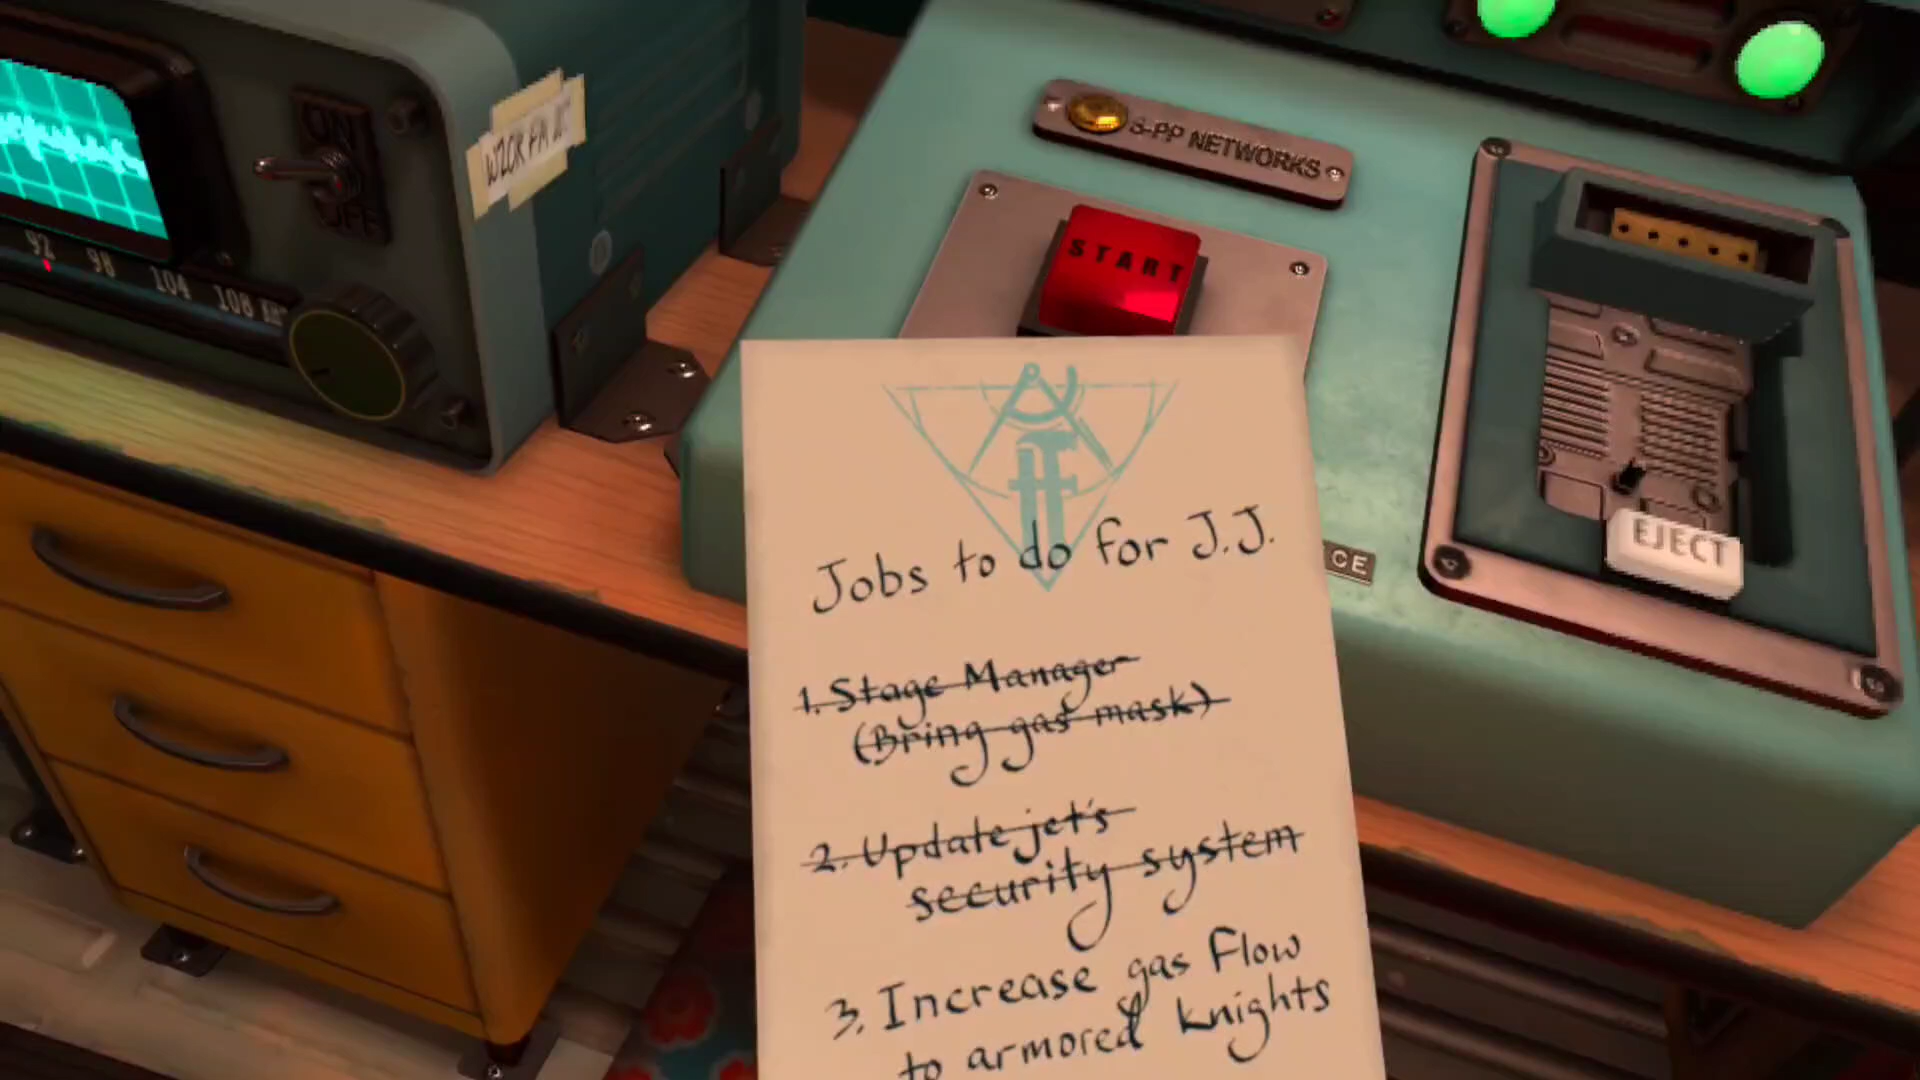 ON
OFF
92 98 104 108
S-PP NETWORKS
START
EJECT
CE
Jobs to do for J.J.
1. Stage Manager
(Bring gas mask)
2. Update jet's
security system
3. Increase gas flow
to armored knights